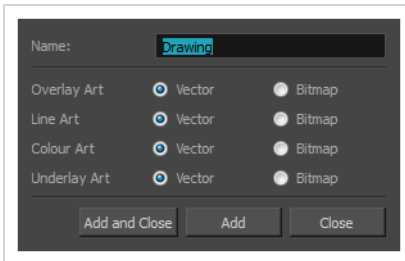 Name: Drawing
Overlay Art Vector Bitmap
Line Art Vector Bitmap
Colour Art Vector Bitmap
Underlay Art Vector Bitmap
Add and Close Add Close